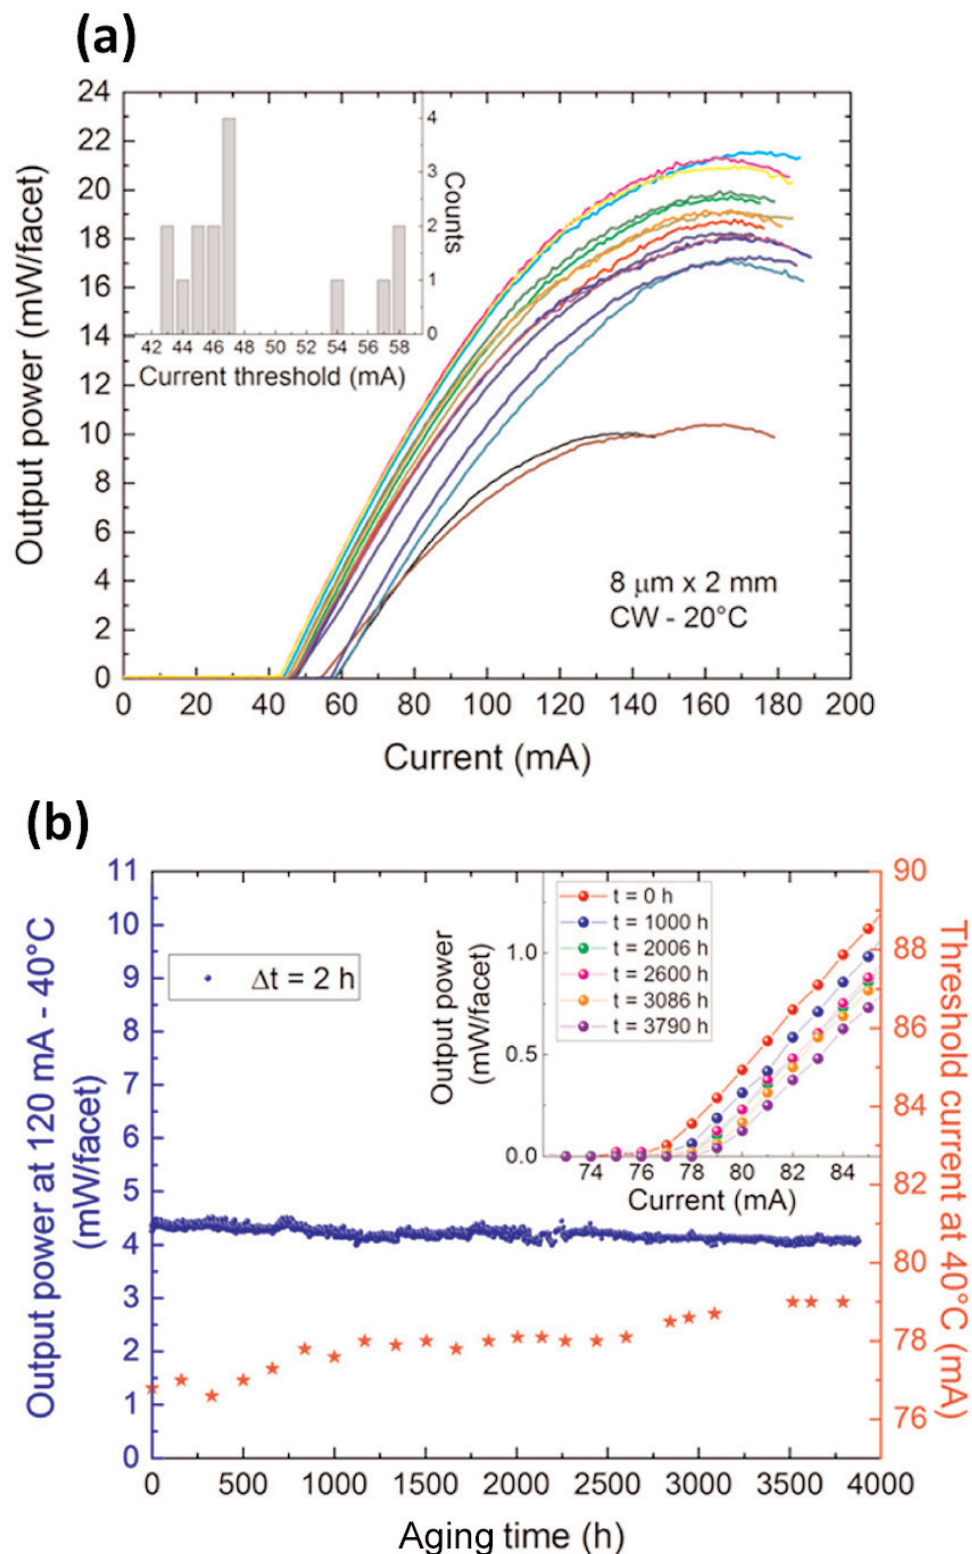 (a)
24
22
20
18
16
14
12
10
8
6
4
2
0
Output power (mW/facet)
4
3
2
1
0
Counts
42 44 46 48 50 52 54 56 58
Current threshold (mA)
8 μm x 2 mm
CW - 20°C
0 20 40 60 80 100 120 140 160 180 200
Current (mA)
(b)
11
10
9
8
7
6
5
4
3
2
1
0
Output power at 120 mA - 40°C
(mW/facet)
Δt = 2 h
Output power
(mW/facet)
1.0
0.5
0.0
t = 0 h
t = 1000 h
t = 2006 h
t = 2600 h
t = 3086 h
t = 3790 h
74 76 78 80 82 84
Current (mA)
90
88
86
84
82
80
78
76
Threshold current at 40°C (mA)
0 500 1000 1500 2000 2500 3000 3500 4000
Aging time (h)